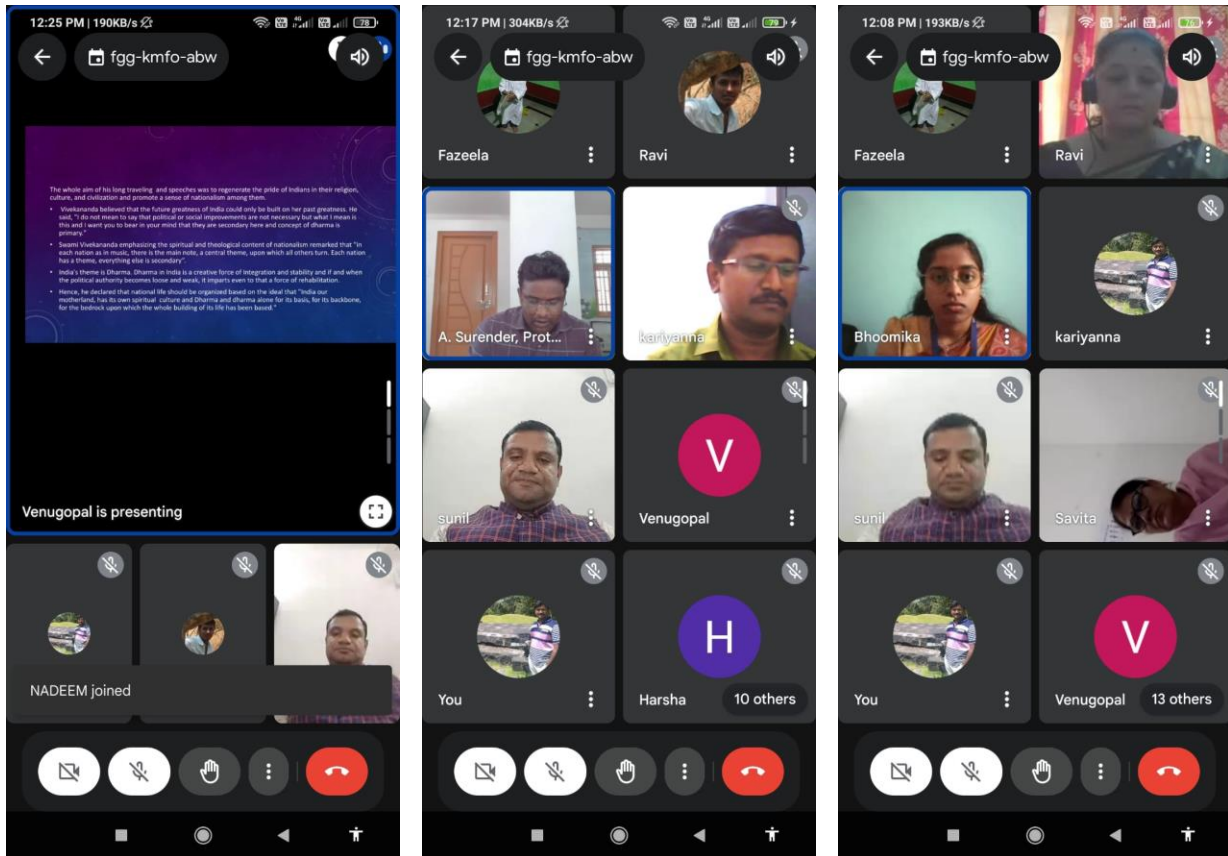 12:25 PM | 190KB/s
78
fgg-kmfo-abw
The whole aim of his long traveling and speeches was to regenerate the pride of Indians in their religion,
culture, and civilization and promote a sense of nationalism among them.
• Vivekananda believed that the future greatness of India could only be built on her past greatness. He
said, "I do not mean to say that political or social improvements are not necessary but what I mean is
this and I want you to bear in your mind that they are secondary here and concept of dharma is
primary."
• Swami Vivekananda emphasizing the spiritual and theological content of nationalism remarked that "in
each nation as in music, there is the main note, a central theme, upon which all others turn. Each nation
has a theme, everything else is secondary".
• India's theme is Dharma. Dharma in India is a creative force of integration and stability and if and when
the political authority becomes loose and weak, it imparts even to that a force of rehabilitation.
• Hence, he declared that national life should be organized based on the ideal that "India our
motherland, has its own spiritual culture and Dharma and dharma alone for its basis, for its backbone,
for the bedrock upon which the whole building of its life has been based."
Venugopal is presenting
NADEEM joined
12:17 PM | 304KB/s
79
fgg-kmfo-abw
Fazeela
Ravi
A. Surender, Prot...
kariyanna
sunil
Venugopal
V
You
Harsha
H
10 others
12:08 PM | 193KB/s
76
fgg-kmfo-abw
Fazeela
Ravi
Bhoomika
kariyanna
sunil
Savita
You
V
Venugopal
13 others